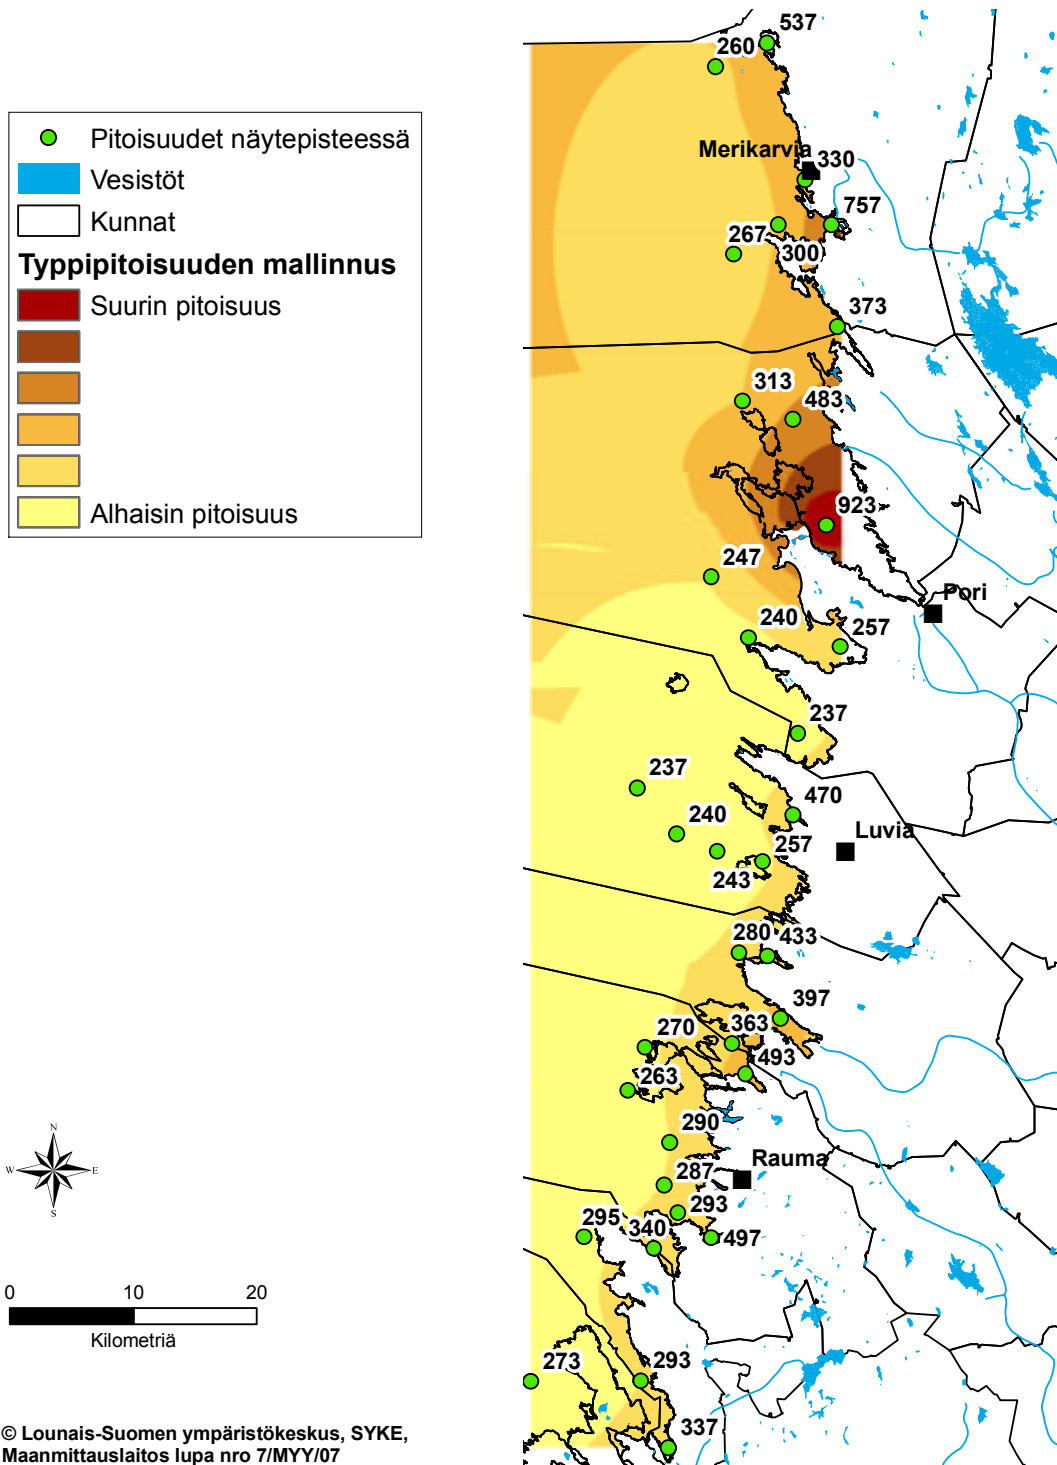 Pitoisuudet näytepisteessä
Vesistöt
Kunnat
Typpipitoisuuden mallinnus
Suurin pitoisuus
Alhaisin pitoisuus
537
260
Merikarvia
330
757
267
300
373
313
483
923
247
Pori
240
257
237
237
470
240
Luvia
257
243
280
433
397
270
363
493
263
290
Rauma
287
293
295
340
497
273
293
337
N
W
E
S
0
10
20
Kilometriä
© Lounais-Suomen ympäristökeskus, SYKE,
Maanmittauslaitos lupa nro 7/MYY/07